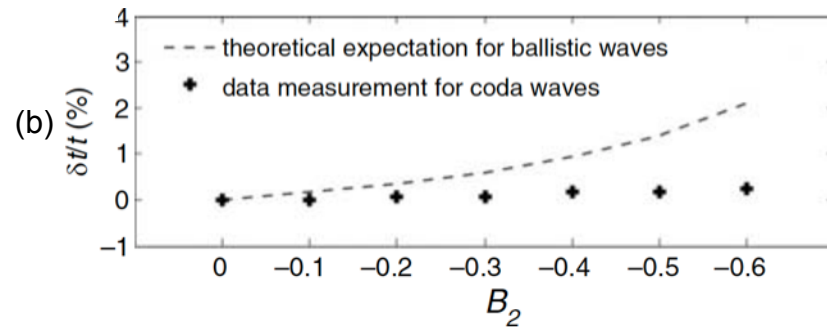 (b)
δt/t (%)
4
3
2
1
0
−1
theoretical expectation for ballistic waves
data measurement for coda waves
0 −0.1 −0.2 −0.3 −0.4 −0.5 −0.6
B₂